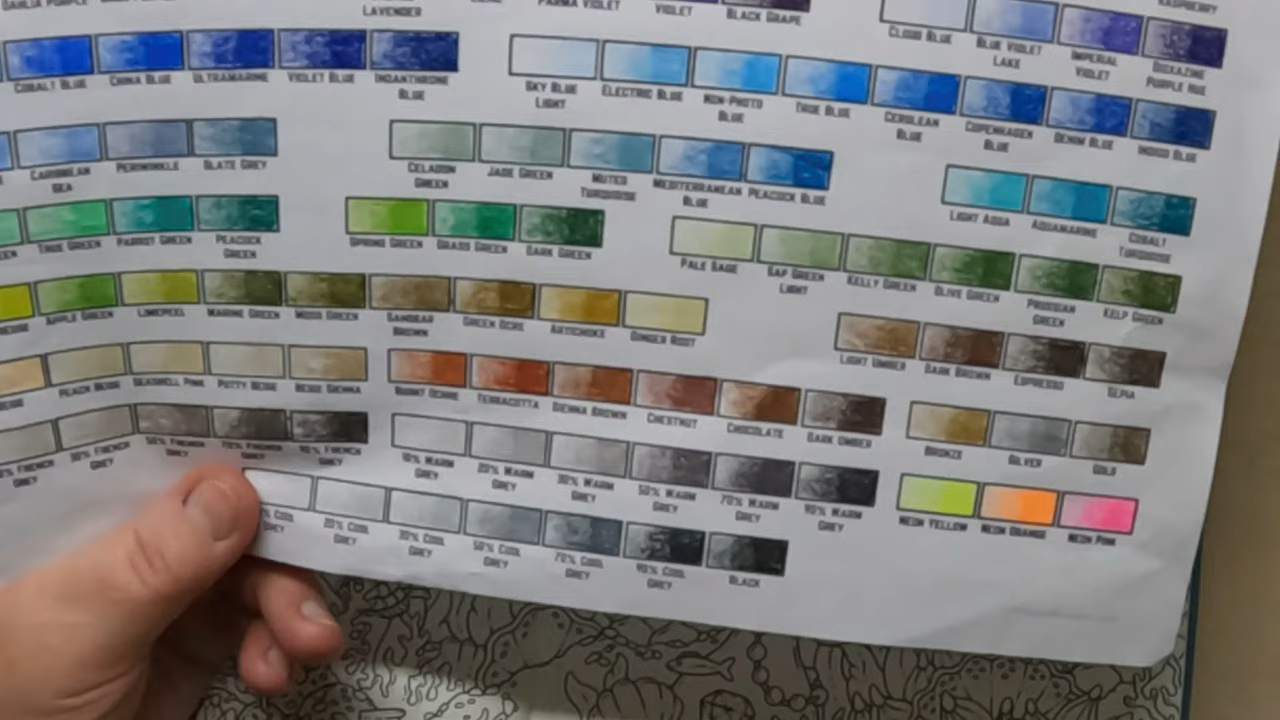 DAHLIA PURPLE
LAVENDER
PARMA VIOLET
VIOLET
BLACK GRAPE
CLOUD BLUE
BLUE VIOLET
LAKE
IMPERIAL
VIOLET
RASPBERRY
DIOXAZINE
PURPLE HUE
COBALT BLUE
CHINA BLUE
ULTRAMARINE
VIOLET BLUE
INDANTHRONE
BLUE
SKY BLUE
LIGHT
ELECTRIC BLUE
NON-PHOTO
BLUE
TRUE BLUE
CERULEAN
BLUE
COPENHAGEN
BLUE
DENIM BLUE
INDIGO BLUE
CARIBBEAN
SEA
PERIWINKLE
SLATE GREY
CELADON
GREEN
JADE GREEN
MUTED
TURQUOISE
MEDITERRANEAN
BLUE
PEACOCK BLUE
LIGHT AQUA
AQUAMARINE
COBALT
TURQUOISE
TRUE GREEN
PARROT GREEN
PEACOCK
GREEN
SPRING GREEN
GRASS GREEN
DARK GREEN
PALE SAGE
SAP GREEN
LIGHT
KELLY GREEN
OLIVE GREEN
PRUSSIAN
GREEN
KELP GREEN
APPLE GREEN
LIMEPEEL
MARINE GREEN
MOSS GREEN
SANDBAR
BROWN
GREEN OCRE
ARTICHOKE
GINGER ROOT
LIGHT UMBER
DARK BROWN
ESPRESSO
SEPIA
PEACH BEIGE
SEASHELL PINK
PUTTY BEIGE
BEIGE SIENNA
BURNT OCHRE
TERRACOTTA
SIENNA BROWN
CHESTNUT
CHOCOLATE
DARK UMBER
BRONZE
SILVER
GOLD
% FRENCH
GREY
30% FRENCH
GREY
50% FRENCH
GREY
70% FRENCH
GREY
90% FRENCH
GREY
10% WARM
GREY
20% WARM
GREY
30% WARM
GREY
50% WARM
GREY
70% WARM
GREY
90% WARM
GREY
NEON YELLOW
NEON ORANGE
NEON PINK
% COOL
GREY
20% COOL
GREY
30% COOL
GREY
50% COOL
GREY
70% COOL
GREY
90% COOL
GREY
BLACK